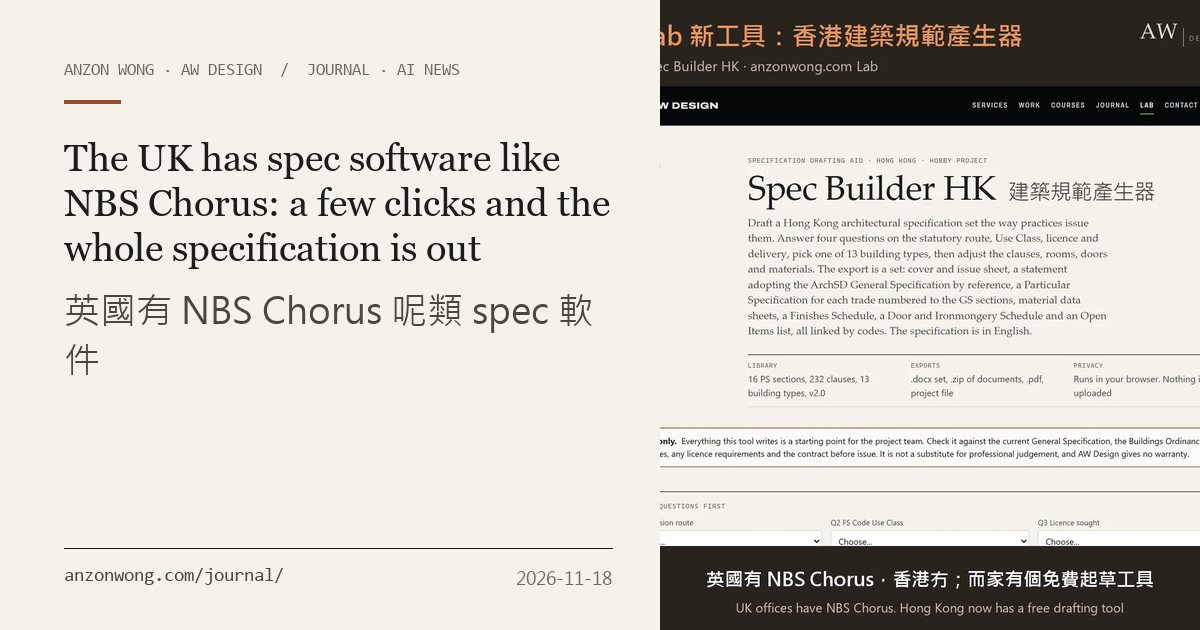 ANZON WONG · AW DESIGN / JOURNAL · AI NEWS
The UK has spec software like
NBS Chorus: a few clicks and the
whole specification is out
英國有 NBS Chorus 呢類 spec 軟
件
anzonwong.com/journal/
2026-11-18
ab 新工具：香港建築規範產生器
ec Builder HK · anzonwong.com Lab
AW
DE
W DESIGN
SERVICES WORK COURSES JOURNAL LAB CONTACT
SPECIFICATION DRAFTING AID · HONG KONG · HOBBY PROJECT
Spec Builder HK 建築規範產生器
Draft a Hong Kong architectural specification set the way practices issue
them. Answer four questions on the statutory route, Use Class, licence and
delivery, pick one of 13 building types, then adjust the clauses, rooms, doors
and materials. The export is a set: cover and issue sheet, a statement
adopting the ArchSD General Specification by reference, a Particular
Specification for each trade numbered to the GS sections, material data
sheets, a Finishes Schedule, a Door and Ironmongery Schedule and an Open
Items list, all linked by codes. The specification is in English.
LIBRARY
16 PS sections, 232 clauses, 13
building types, v2.0
EXPORTS
.docx set, .zip of documents, .pdf,
project file
PRIVACY
Runs in your browser. Nothing i
uploaded
only. Everything this tool writes is a starting point for the project team. Check it against the current General Specification, the Buildings Ordinanc
es, any licence requirements and the contract before issue. It is not a substitute for professional judgement, and AW Design gives no warranty.
QUESTIONS FIRST
sion route
Q2 FS Code Use Class
Q3 Licence sought
Choose...
Choose...
英國有 NBS Chorus，香港冇；而家有個免費起草工具
UK offices have NBS Chorus. Hong Kong now has a free drafting tool